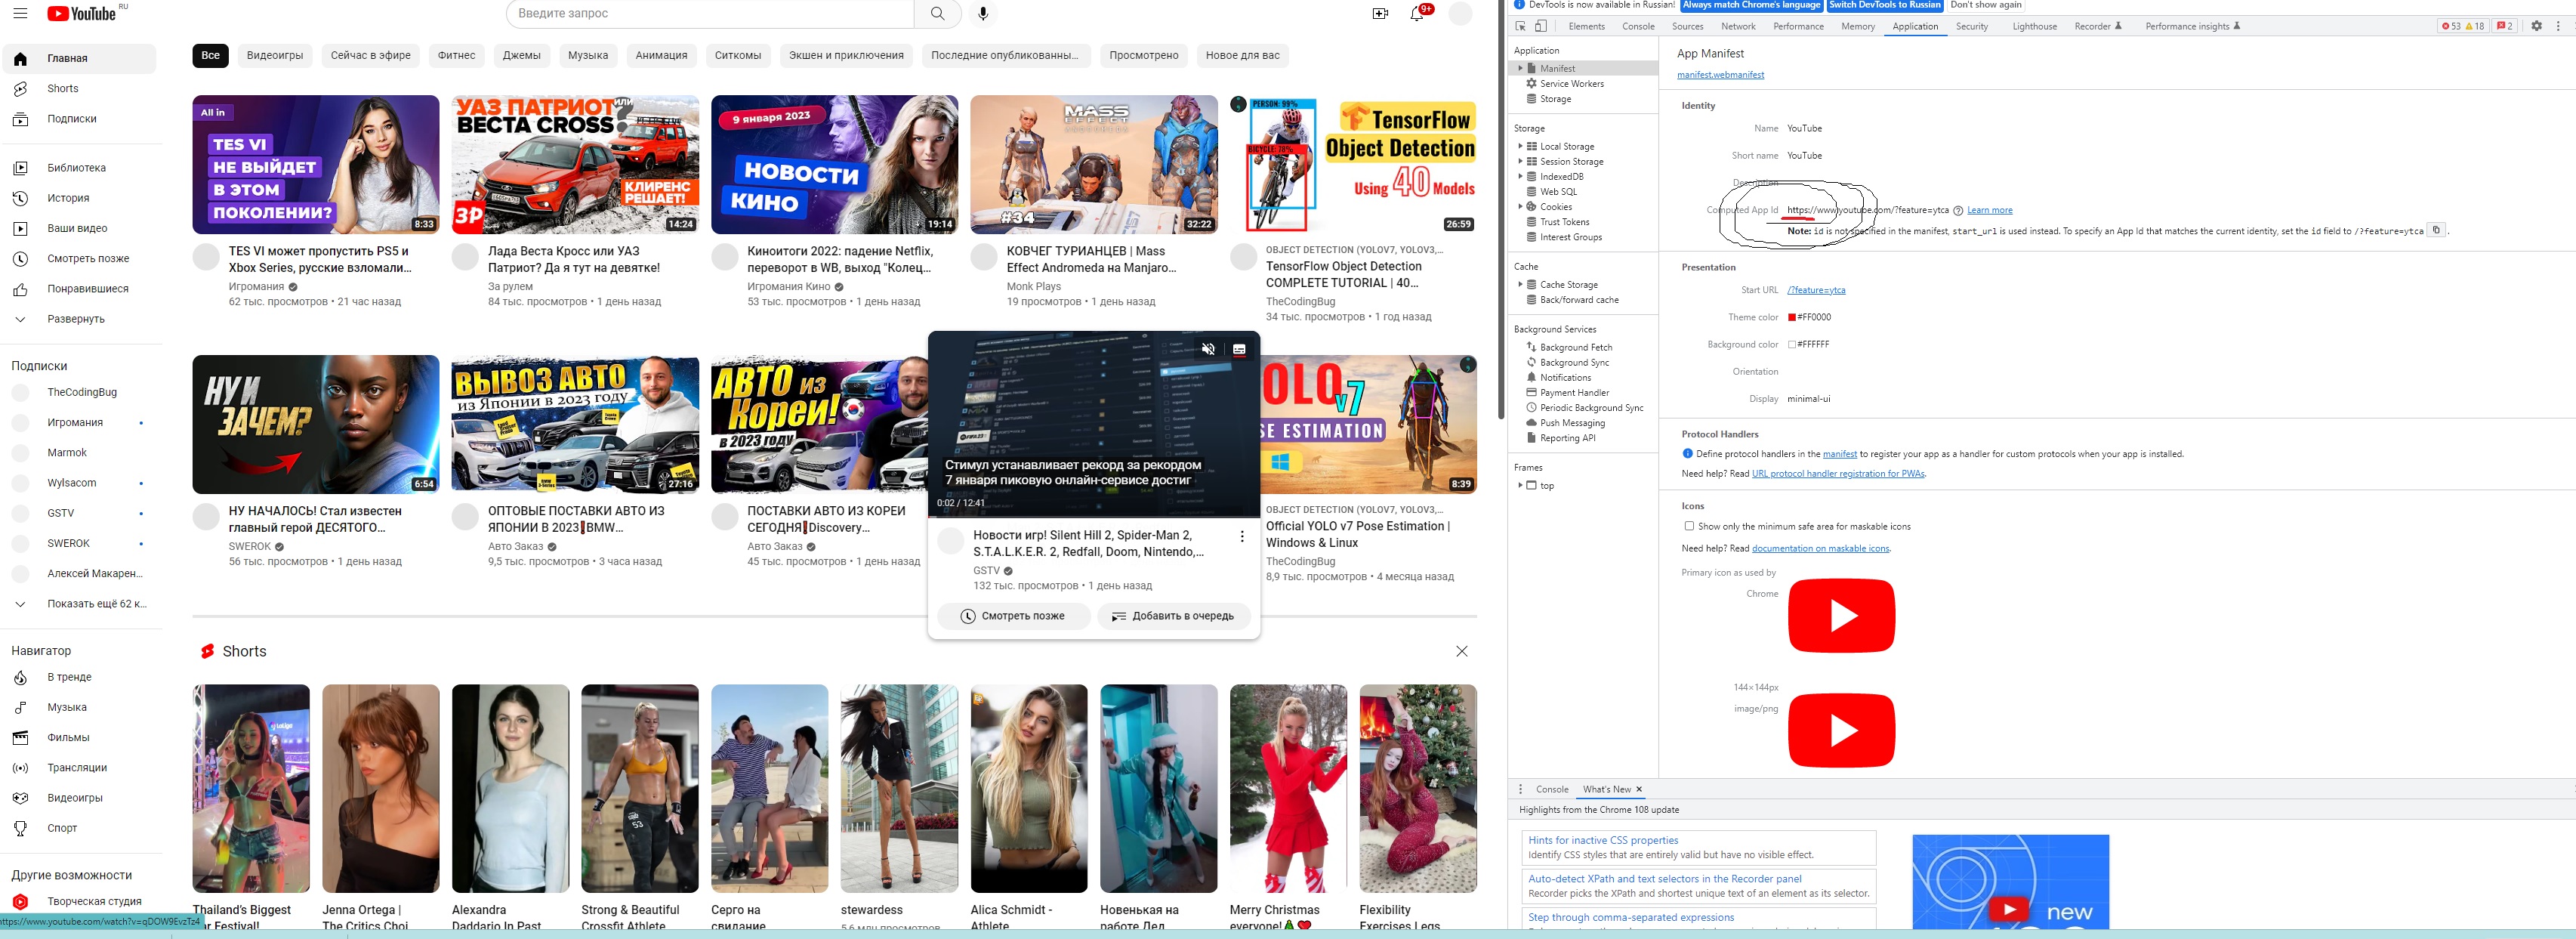 YouTube RU
Введите запрос
9+
Главная
Shorts
Подписки
Библиотека
История
Ваши видео
Смотреть позже
Понравившиеся
Развернуть
Подписки
TheCodingBug
Игромания
Marmok
Wylsacom
GSTV
SWEROK
Алексей Макарен...
Показать ещё 62 к...
Навигатор
В тренде
Музыка
Фильмы
Трансляции
Видеоигры
Спорт
Другие возможности
Творческая студия
https://www.youtube.com/watch?v=qDOW9EvzTz4
Все Видеоигры Сейчас в эфире Фитнес Джемы Музыка Анимация Ситкомы Экшен и приключения Последние опубликованны... Просмотрено Новое для вас
All in
TES VI
НЕ ВЫЙДЕТ
В ЭТОМ
ПОКОЛЕНИИ?
8:33
TES VI может пропустить PS5 и
Xbox Series, русские взломали...
Игромания
62 тыс. просмотров • 21 час назад
УАЗ ПАТРИОТ ИЛИ
ВЕСТА CROSS ?
КЛИРЕНС
РЕШАЕТ!
ЗР
14:24
Лада Веста Кросс или УАЗ
Патриот? Да я тут на девятке!
За рулем
84 тыс. просмотров • 1 день назад
9 января 2023
НОВОСТИ
КИНО
19:14
Киноитоги 2022: падение Netflix,
переворот в WB, выход "Колец...
Игромания Кино
53 тыс. просмотров • 1 день назад
MASS
EFFECT
ANDROMEDA
#34
32:22
КОВЧЕГ ТУРИАНЦЕВ | Mass
Effect Andromeda на Manjaro...
Monk Plays
19 просмотров • 1 день назад
PERSON: 99%
BICYCLE: 78%
TensorFlow
Object Detection
Using 40 Models
26:59
OBJECT DETECTION (YOLOV7, YOLOV3,...
TensorFlow Object Detection
COMPLETE TUTORIAL | 40...
TheCodingBug
34 тыс. просмотров • 1 год назад
НУ И
ЗАЧЕМ?
6:54
НУ НАЧАЛОСЬ! Стал известен
главный герой ДЕСЯТОГО...
SWEROK
56 тыс. просмотров • 1 день назад
ВЫВОЗ АВТО
из Японии в 2023 году
27:16
ОПТОВЫЕ ПОСТАВКИ АВТО ИЗ
ЯПОНИИ В 2023❗BMW...
Авто Заказ
9,5 тыс. просмотров • 3 часа назад
АВТО из
Кореи!
в 2023 году
ПОСТАВКИ АВТО ИЗ КОРЕИ
СЕГОДНЯ❗Discovery...
Авто Заказ
45 тыс. просмотров • 1 день назад
Стимул устанавливает рекорд за рекордом
7 января пиковую онлайн-сервисе достиг
0:02 / 12:41
Новости игр! Silent Hill 2, Spider-Man 2,
S.T.A.L.K.E.R. 2, Redfall, Doom, Nintendo,...
GSTV
132 тыс. просмотров • 1 день назад
Смотреть позже
Добавить в очередь
OLO v7
SE ESTIMATION
8:39
OBJECT DETECTION (YOLOV7, YOLOV3,...
Official YOLO v7 Pose Estimation |
Windows & Linux
TheCodingBug
8,9 тыс. просмотров • 4 месяца назад
Shorts
53
Thailand's Biggest
ar Festival!
Jenna Ortega |
The Critics Choi
Alexandra
Daddario In Past
Strong & Beautiful
Crossfit Athlete
Серго на
свидание
stewardess
5,6 млн просмотров
Alica Schmidt -
Athlete
Новенькая на
работе Дед
Merry Christmas
everyone!🎄❤️
Flexibility
Exercises Legs
DevTools is now available in Russian! Always match Chrome's language Switch DevTools to Russian Don't show again
Elements Console Sources Network Performance Memory Application Security Lighthouse Recorder Performance insights 53 18 2
Application
Manifest
Service Workers
Storage
Storage
Local Storage
Session Storage
IndexedDB
Web SQL
Cookies
Trust Tokens
Interest Groups
Cache
Cache Storage
Back/forward cache
Background Services
Background Fetch
Background Sync
Notifications
Payment Handler
Periodic Background Sync
Push Messaging
Reporting API
Frames
top
App Manifest
manifest.webmanifest
Identity
Name YouTube
Short name YouTube
Description
Computed App Id https://www.youtube.com/?feature=ytca Learn more
Note: id is not specified in the manifest, start_url is used instead. To specify an App Id that matches the current identity, set the id field to /?feature=ytca .
Presentation
Start URL /?feature=ytca
Theme color #FF0000
Background color #FFFFFF
Orientation
Display minimal-ui
Protocol Handlers
Define protocol handlers in the manifest to register your app as a handler for custom protocols when your app is installed.
Need help? Read URL protocol handler registration for PWAs.
Icons
Show only the minimum safe area for maskable icons
Need help? Read documentation on maskable icons.
Primary icon as used by
Chrome
144×144px
image/png
Console What's New ×
Highlights from the Chrome 108 update
Hints for inactive CSS properties
Identify CSS styles that are entirely valid but have no visible effect.
Auto-detect XPath and text selectors in the Recorder panel
Recorder picks the XPath and shortest unique text of an element as its selector.
Step through comma-separated expressions
new